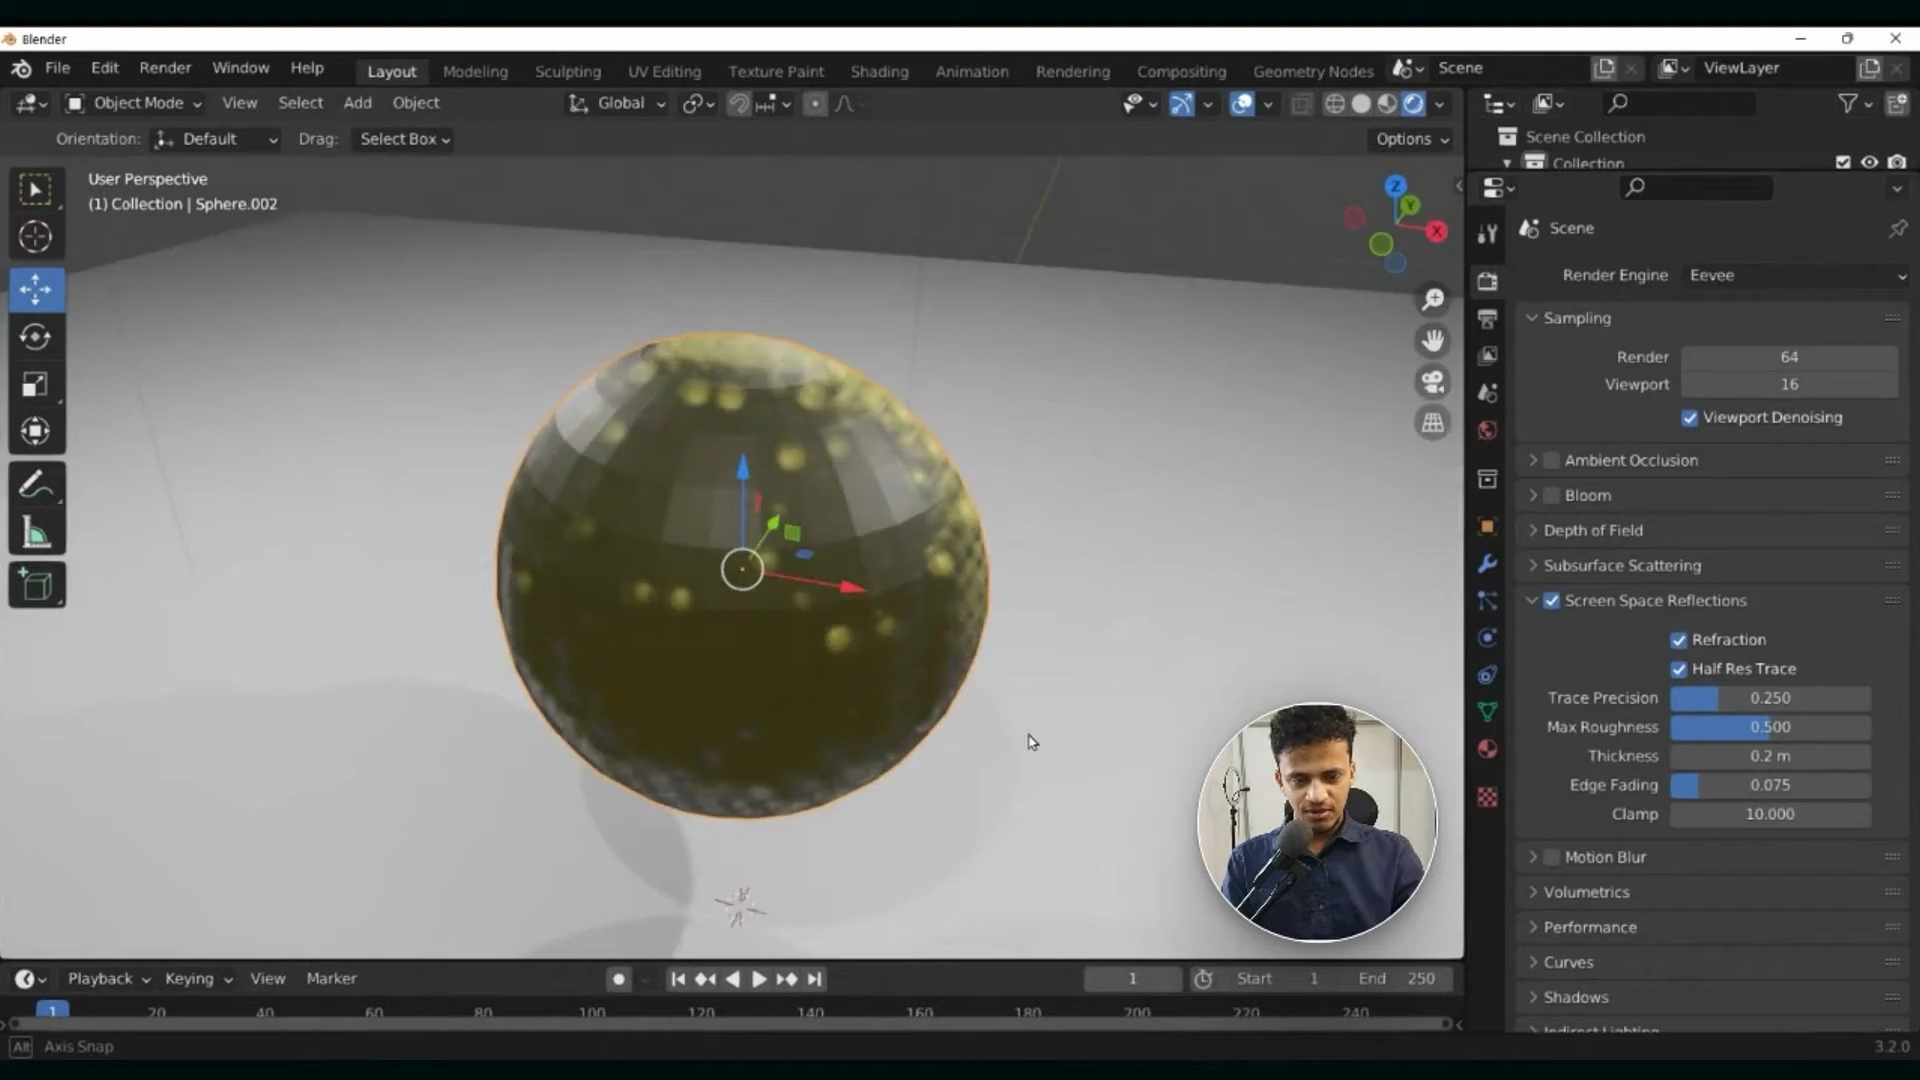 Blender
File Edit Render Window Help Layout Modeling Sculpting UV Editing Texture Paint Shading Animation Rendering Compositing Geometry Nodes Scene ViewLayer
Object Mode View Select Add Object Global
Orientation: Default Drag: Select Box Options
Scene Collection
Collection
User Perspective
(1) Collection | Sphere.002
Z
Y
X
Scene
Render Engine Eevee
Sampling
Render 64
Viewport 16
Viewport Denoising
Ambient Occlusion
Bloom
Depth of Field
Subsurface Scattering
Screen Space Reflections
Refraction
Half Res Trace
Trace Precision 0.250
Max Roughness 0.500
Thickness 0.2 m
Edge Fading 0.075
Clamp 10.000
Motion Blur
Volumetrics
Performance
Curves
Shadows
Indirect Lighting
Playback Keying View Marker 1 Start 1 End 250
1 20 40 60 80 100 120 140 160 180 200 220 240
Alt Axis Snap 3.2.0